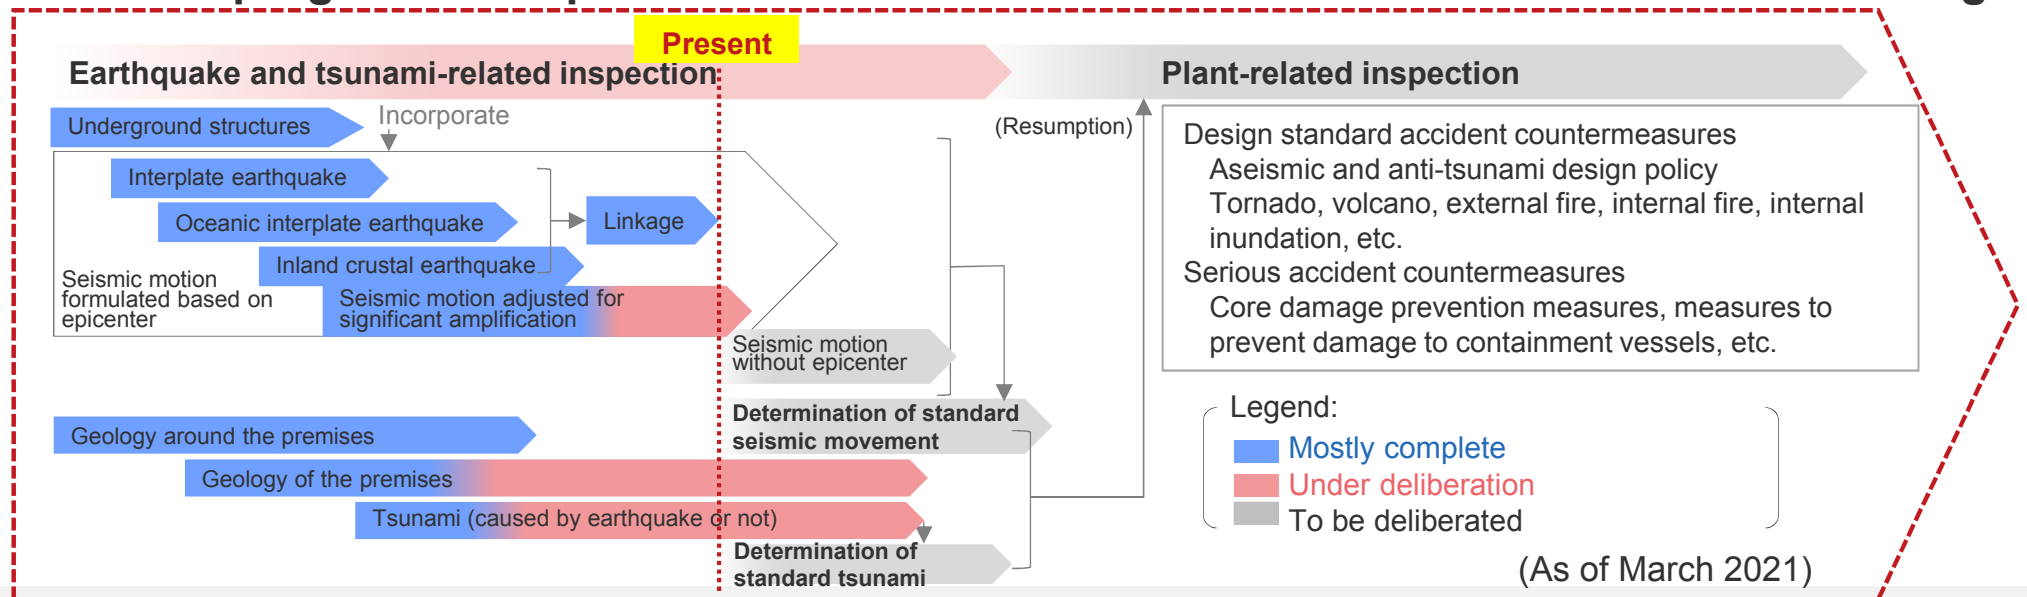 Present
Earthquake and tsunami-related inspection
Plant-related inspection
Underground structures
Incorporate
(Resumption)
Interplate earthquake
Oceanic interplate earthquake
Linkage
Inland crustal earthquake
Seismic motion
formulated based on
epicenter
Seismic motion adjusted for
significant amplification
Seismic motion
without epicenter
Determination of standard
seismic movement
Geology around the premises
Geology of the premises
Tsunami (caused by earthquake or not)
Determination of
standard tsunami
Design standard accident countermeasures
Aseismic and anti-tsunami design policy
Tornado, volcano, external fire, internal fire, internal
inundation, etc.
Serious accident countermeasures
Core damage prevention measures, measures to
prevent damage to containment vessels, etc.
Legend:
Mostly complete
Under deliberation
To be deliberated
(As of March 2021)